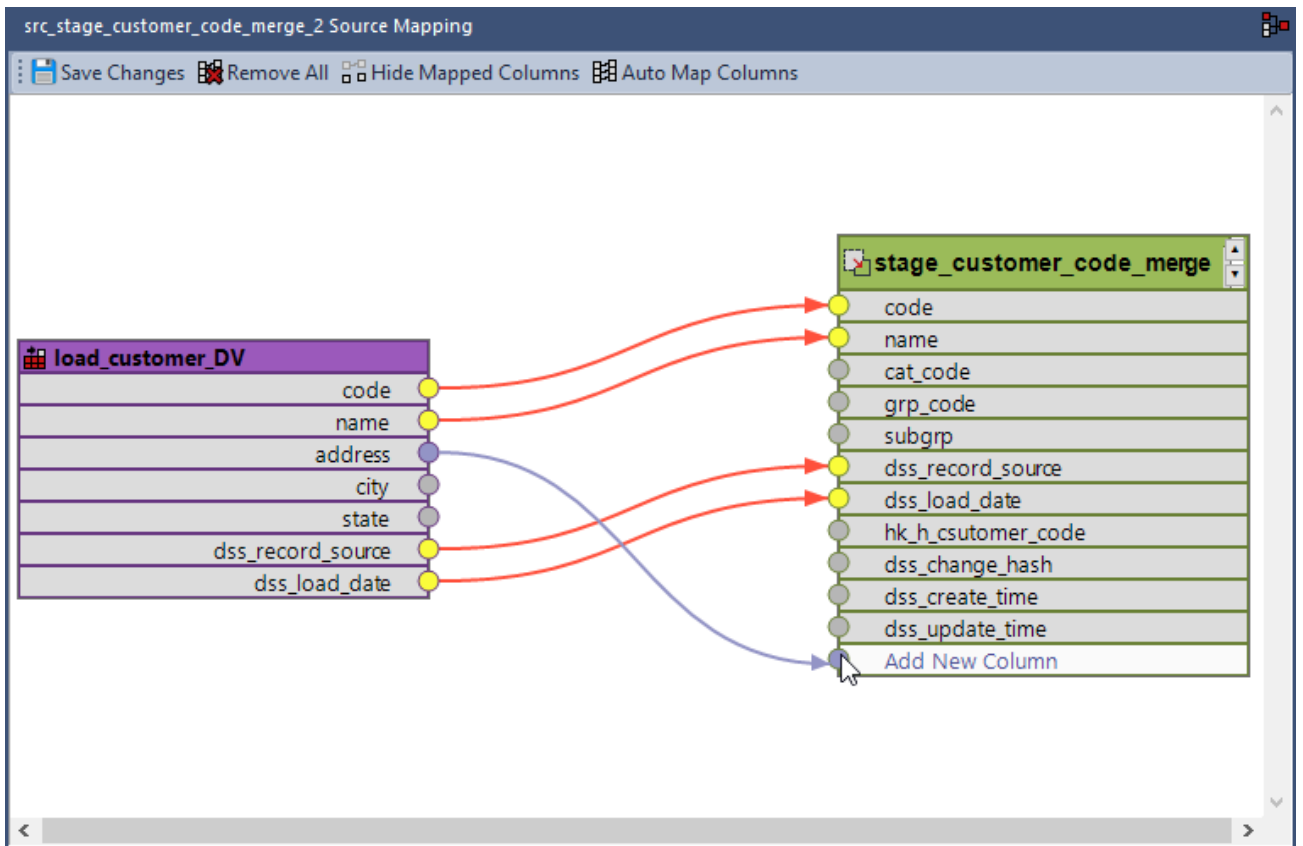 src_stage_customer_code_merge_2 Source Mapping
Save Changes Remove All Hide Mapped Columns Auto Map Columns
load_customer_DV
code
name
address
city
state
dss_record_source
dss_load_date
stage_customer_code_merge
code
name
cat_code
grp_code
subgrp
dss_record_source
dss_load_date
hk_h_csutomer_code
dss_change_hash
dss_create_time
dss_update_time
Add New Column